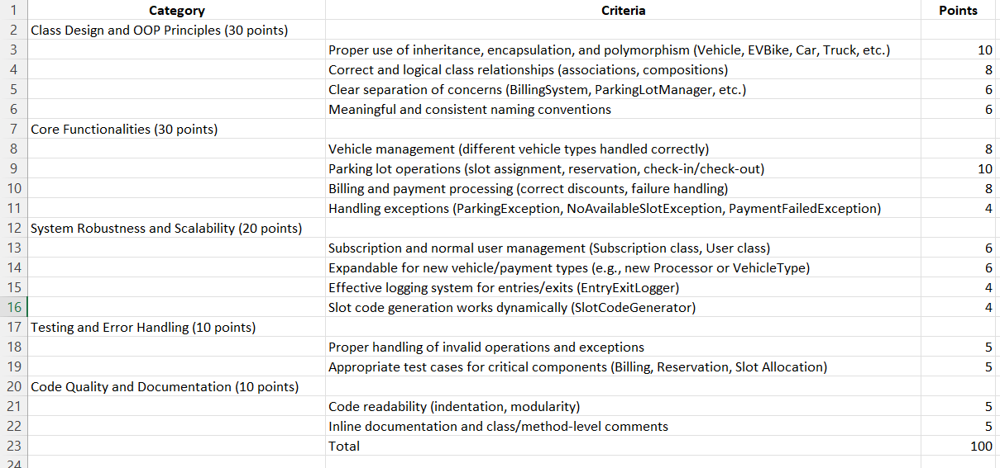 1 Category Criteria Points
2 Class Design and OOP Principles (30 points)
3 Proper use of inheritance, encapsulation, and polymorphism (Vehicle, EVBike, Car, Truck, etc.) 10
4 Correct and logical class relationships (associations, compositions) 8
5 Clear separation of concerns (BillingSystem, ParkingLotManager, etc.) 6
6 Meaningful and consistent naming conventions 6
7 Core Functionalities (30 points)
8 Vehicle management (different vehicle types handled correctly) 8
9 Parking lot operations (slot assignment, reservation, check-in/check-out) 10
10 Billing and payment processing (correct discounts, failure handling) 8
11 Handling exceptions (ParkingException, NoAvailableSlotException, PaymentFailedException) 4
12 System Robustness and Scalability (20 points)
13 Subscription and normal user management (Subscription class, User class) 6
14 Expandable for new vehicle/payment types (e.g., new Processor or VehicleType) 6
15 Effective logging system for entries/exits (EntryExitLogger) 4
16 Slot code generation works dynamically (SlotCodeGenerator) 4
17 Testing and Error Handling (10 points)
18 Proper handling of invalid operations and exceptions 5
19 Appropriate test cases for critical components (Billing, Reservation, Slot Allocation) 5
20 Code Quality and Documentation (10 points)
21 Code readability (indentation, modularity) 5
22 Inline documentation and class/method-level comments 5
23 Total 100
24